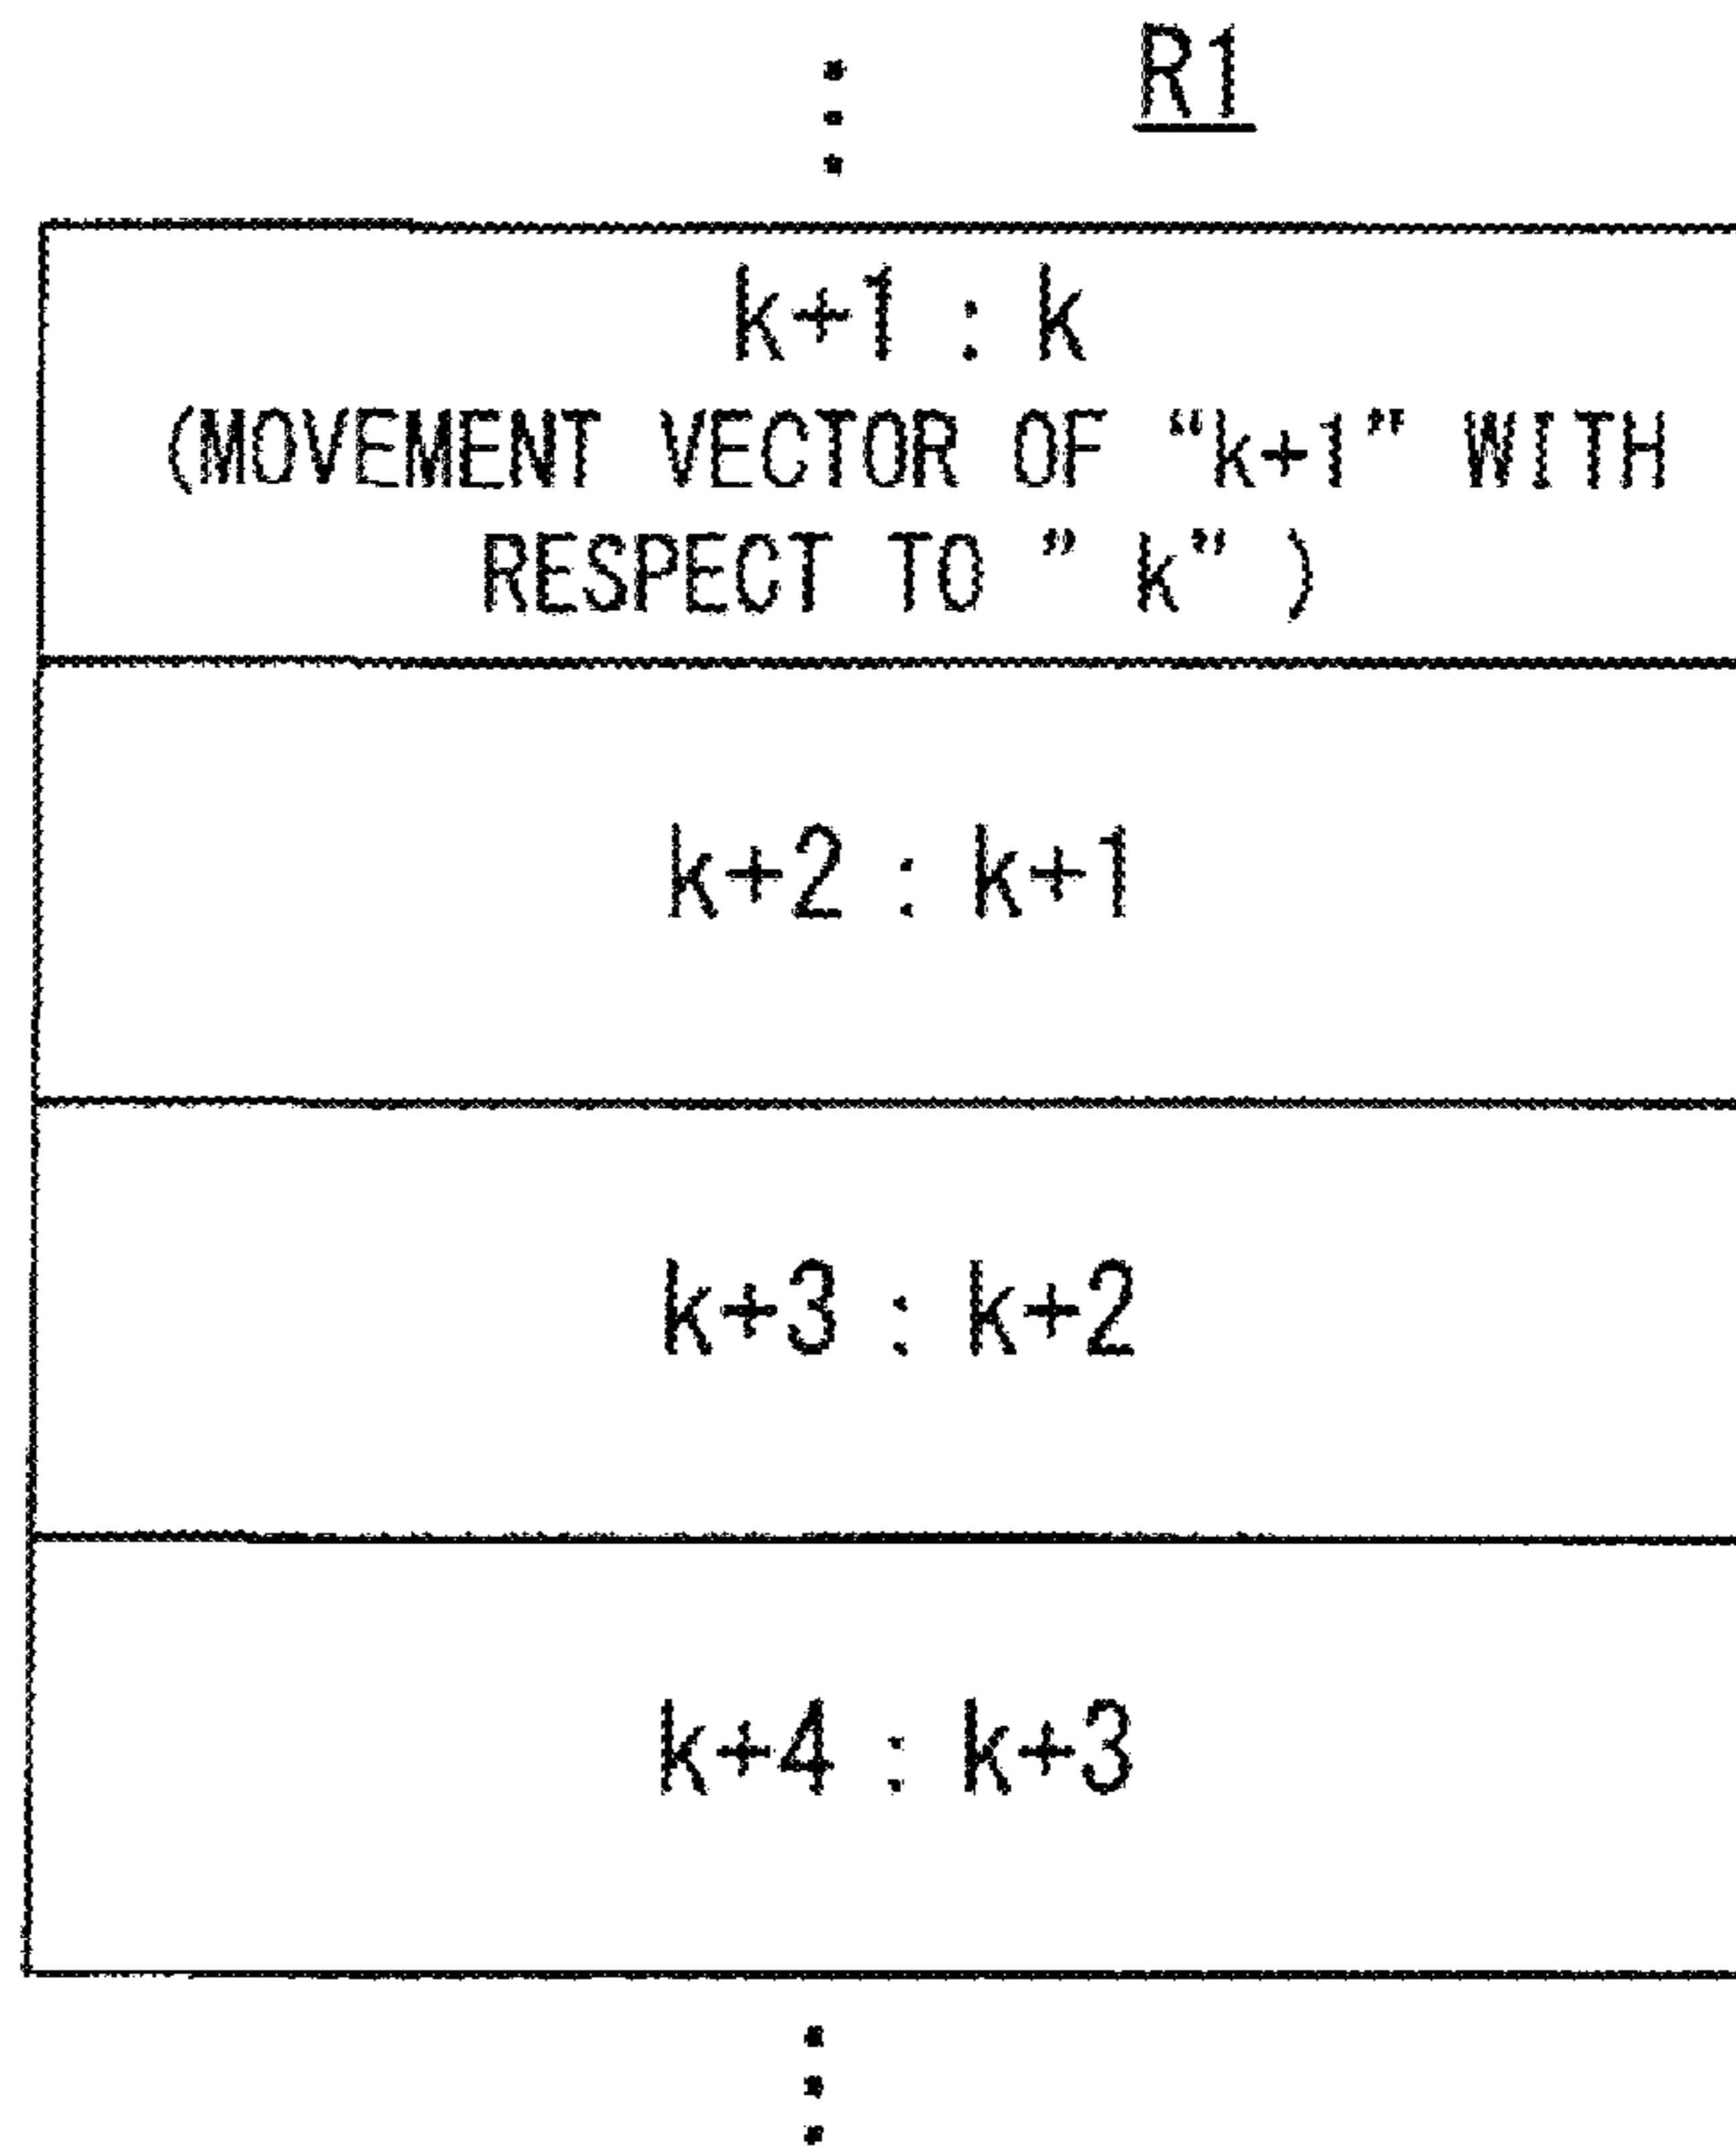 R1
k+1 : k
(MOVEMENT VECTOR OF “k+1” WITH
RESPECT TO ” k” )
k+2 : k+1
k+3 : k+2
k+4 : k+3